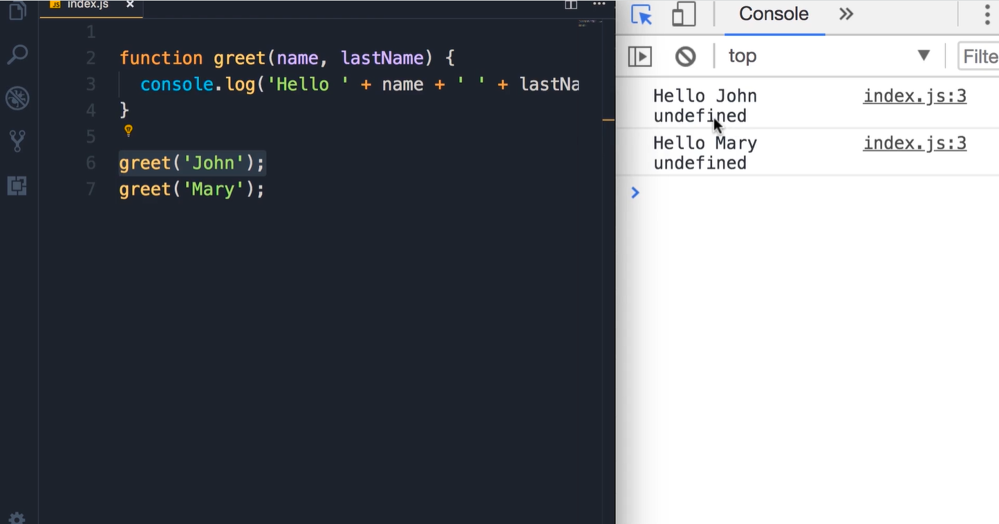 JS index.js ×
1
2 function greet(name, lastName) {
3 console.log('Hello ' + name + ' ' + lastNa
4 }
5
6 greet('John');
7 greet('Mary');
Console »
top ▼ Filte
Hello John index.js:3
undefined
Hello Mary index.js:3
undefined
>